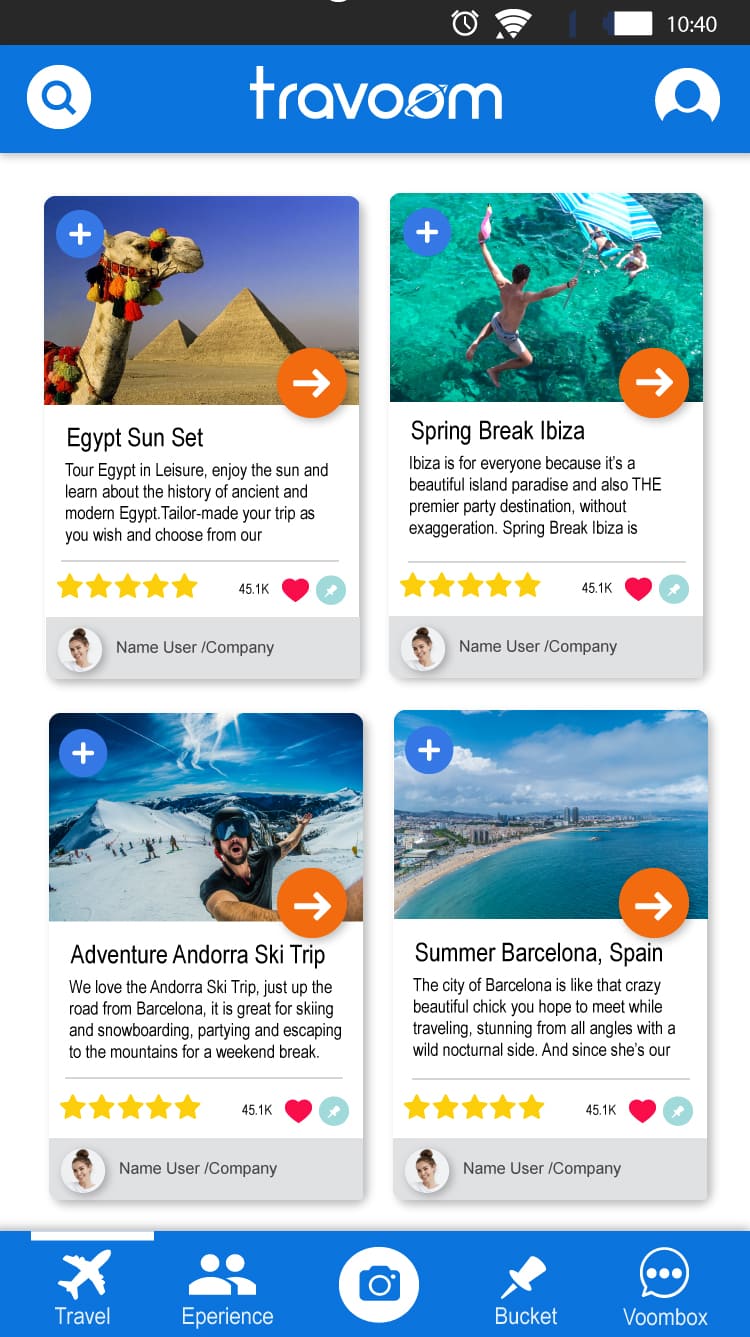 10:40
travoom
Egypt Sun Set
Tour Egypt in Leisure, enjoy the sun and
learn about the history of ancient and
modern Egypt.Tailor-made your trip as
you wish and choose from our
45.1K
Name User /Company
Spring Break Ibiza
Ibiza is for everyone because it's a
beautiful island paradise and also THE
premier party destination, without
exaggeration. Spring Break Ibiza is
45.1K
Name User /Company
Adventure Andorra Ski Trip
We love the Andorra Ski Trip, just up the
road from Barcelona, it is great for skiing
and snowboarding, partying and escaping
to the mountains for a weekend break.
45.1K
Name User /Company
Summer Barcelona, Spain
The city of Barcelona is like that crazy
beautiful chick you hope to meet while
traveling, stunning from all angles with a
wild nocturnal side. And since she's our
45.1K
Name User /Company
Travel
Eperience
Bucket
Voombox